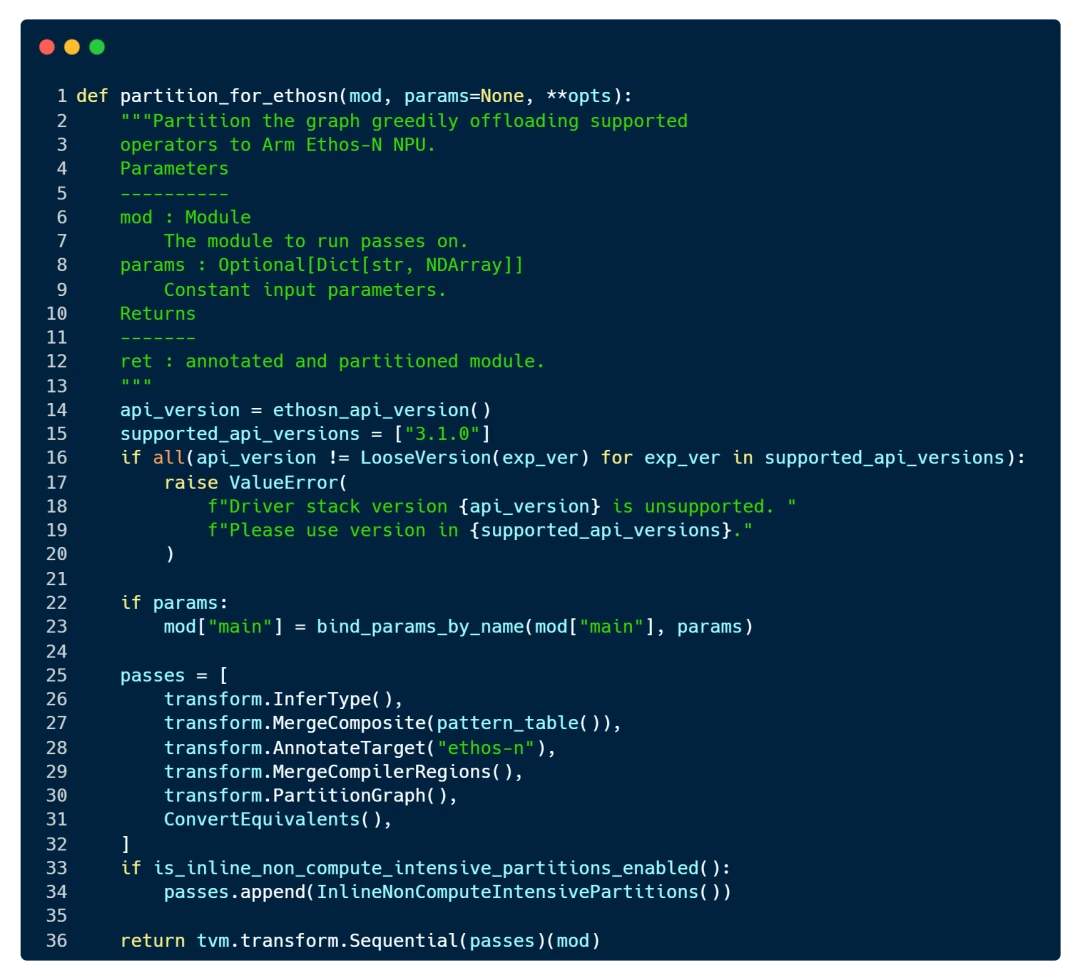 1 def partition_for_ethosn(mod, params=None, **opts):
2     """Partition the graph greedily offloading supported
3     operators to Arm Ethos-N NPU.
4     Parameters
5     ----------
6     mod : Module
7         The module to run passes on.
8     params : Optional[Dict[str, NDArray]]
9         Constant input parameters.
10     Returns
11     -------
12     ret : annotated and partitioned module.
13     """
14     api_version = ethosn_api_version()
15     supported_api_versions = ["3.1.0"]
16     if all(api_version != LooseVersion(exp_ver) for exp_ver in supported_api_versions):
17         raise ValueError(
18             f"Driver stack version {api_version} is unsupported. "
19             f"Please use version in {supported_api_versions}."
20         )
21
22     if params:
23         mod["main"] = bind_params_by_name(mod["main"], params)
24
25     passes = [
26         transform.InferType(),
27         transform.MergeComposite(pattern_table()),
28         transform.AnnotateTarget("ethos-n"),
29         transform.MergeCompilerRegions(),
30         transform.PartitionGraph(),
31         ConvertEquivalents(),
32     ]
33     if is_inline_non_compute_intensive_partitions_enabled():
34         passes.append(InlineNonComputeIntensivePartitions())
35
36     return tvm.transform.Sequential(passes)(mod)